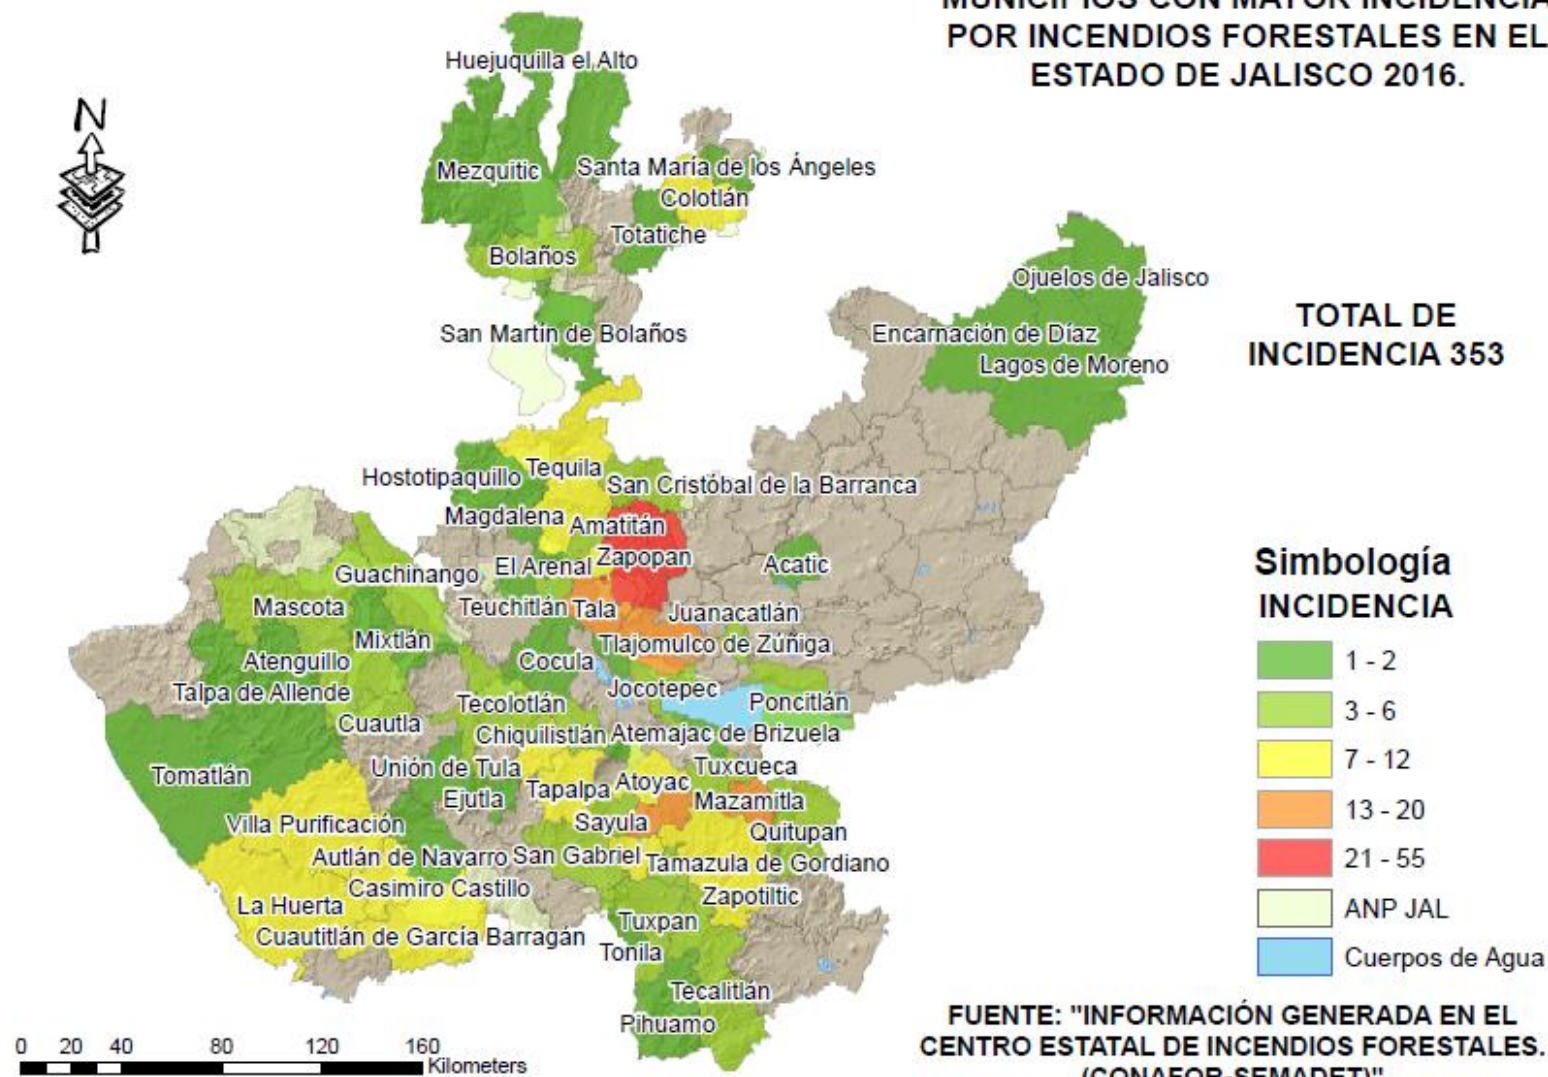 MUNICIPIOS CON MAYOR INCIDENCIA
POR INCENDIOS FORESTALES EN EL
ESTADO DE JALISCO 2016.
N
Huejuquilla el Alto
Mezquitic
Santa María de los Ángeles
Colotlán
Totatiche
Bolaños
San Martin de Bolaños
Ojuelos de Jalisco
Encarnación de Díaz
Lagos de Moreno
TOTAL DE
INCIDENCIA 353
Hostotipaquillo
Tequila
San Cristóbal de la Barranca
Magdalena
Amatitán
El Arenal
Zapopan
Acatic
Guachinango
Mascota
Teuchitlán
Tala
Juanacatlán
Mixtlán
Tlajomulco de Zúñiga
Atenguillo
Cocula
Talpa de Allende
Jocotepec
Poncitlán
Cuautla
Tecolotlán
Chiquilistlán
Atemajac de Brizuela
Tomatlán
Unión de Tula
Tuxcueca
Ejutla
Tapalpa
Atoyac
Mazamitla
Villa Purificación
Sayula
Quitupan
Autlán de Navarro
San Gabriel
Tamazula de Gordiano
Casimiro Castillo
Zapotiltic
La Huerta
Tuxpan
Cuautitlán de García Barragán
Tonila
Tecalitlán
Pihuamo
Simbología
INCIDENCIA
1 - 2
3 - 6
7 - 12
13 - 20
21 - 55
ANP JAL
Cuerpos de Agua
0 20 40 80 120 160
Kilometers
FUENTE: "INFORMACIÓN GENERADA EN EL
CENTRO ESTATAL DE INCENDIOS FORESTALES.
(CONAFOR-SEMADET)"